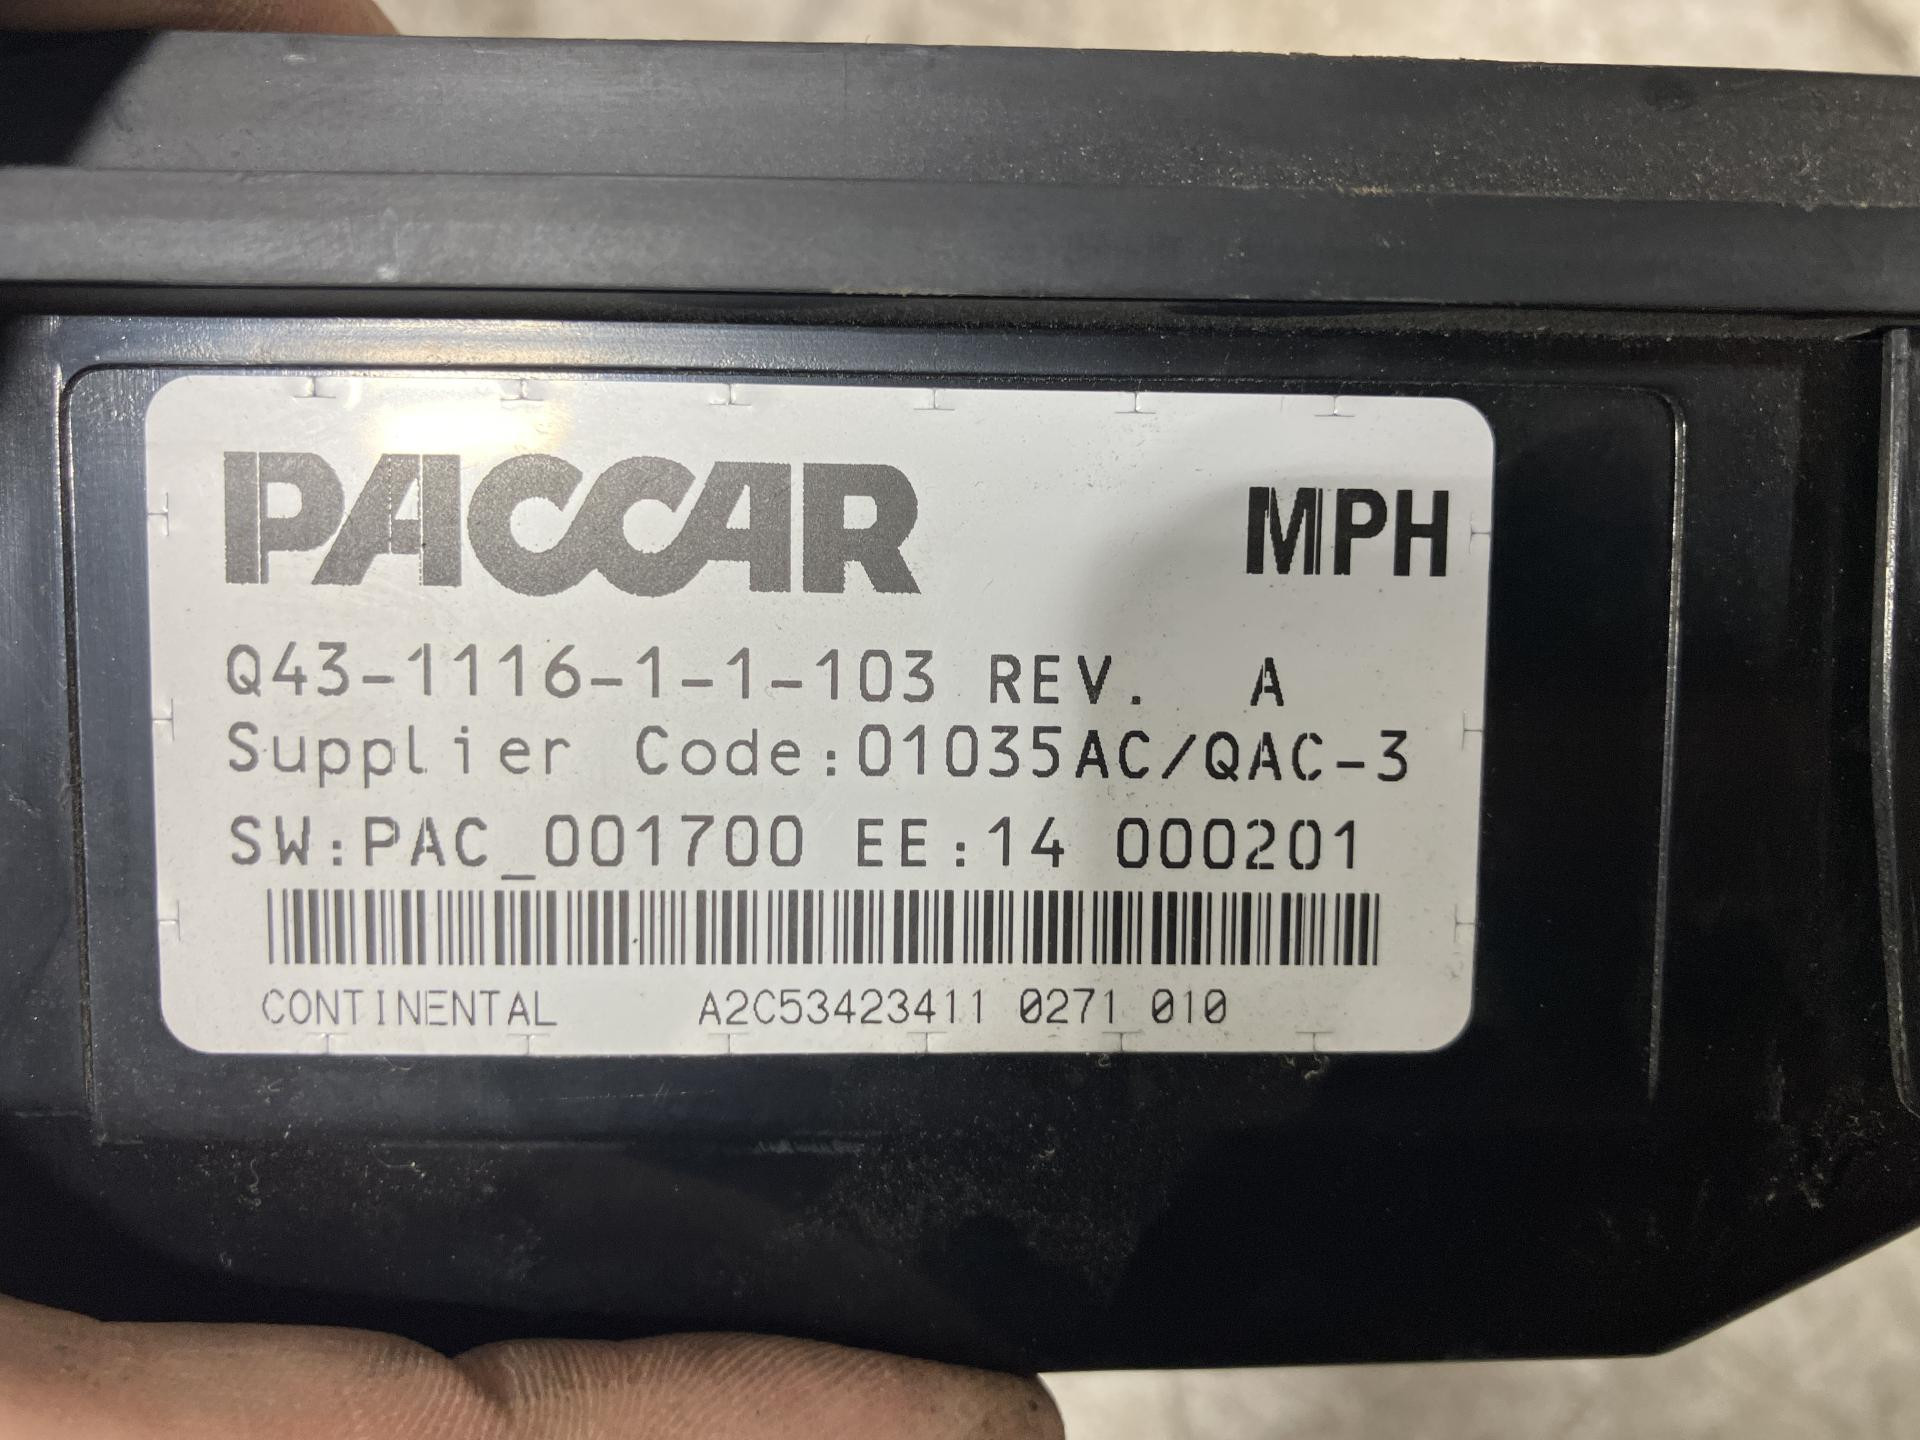 PACCAR MPH
Q43-1116-1-1-103 REV. A
Supplier Code:01035AC/QAC-3
SW:PAC_001700 EE:14 000201
CONTINENTAL A2C53423411 0271 010